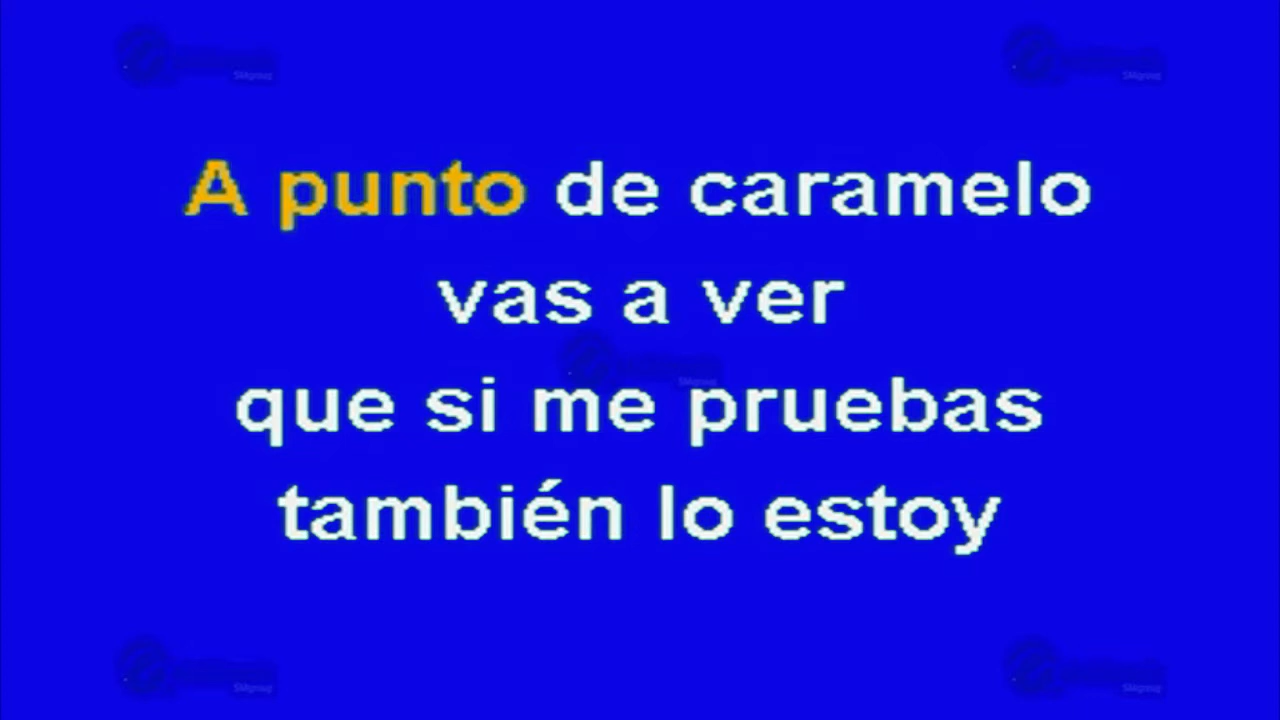 A punto de caramelo
vas a ver
que si me pruebas
también lo estoy